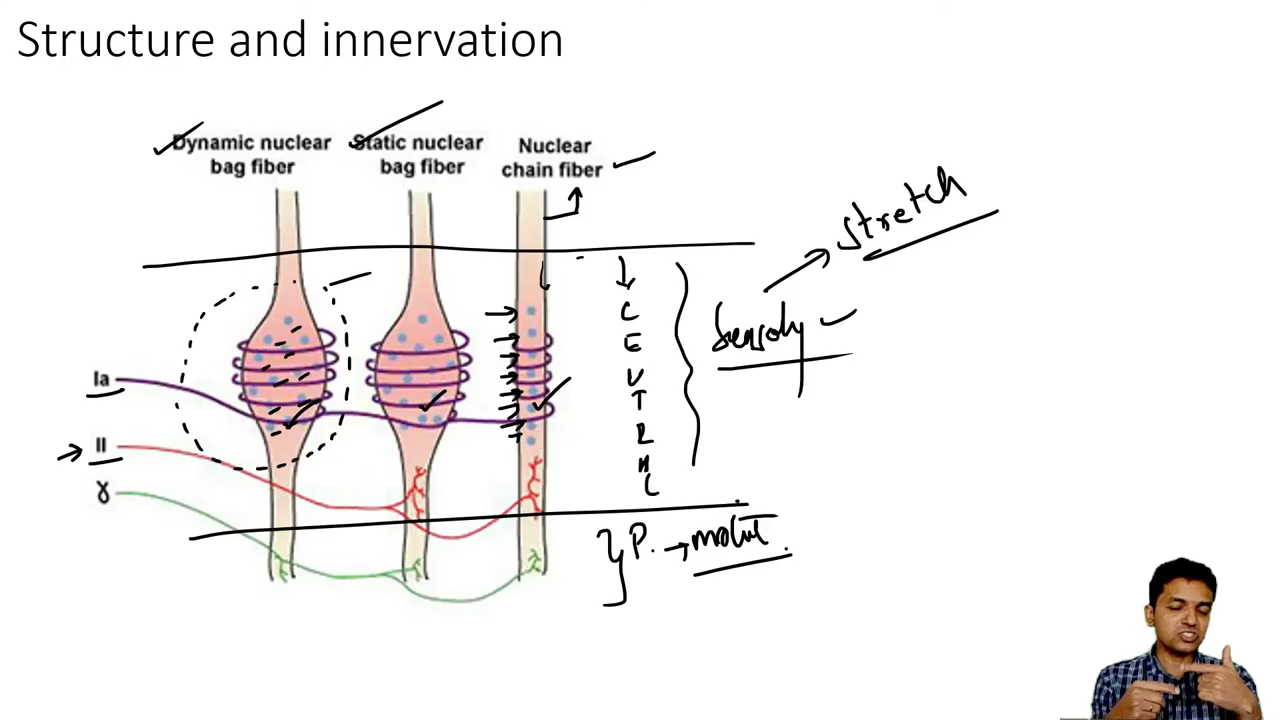 Structure and innervation
Dynamic nuclear
bag fiber
Static nuclear
bag fiber
Nuclear
chain fiber
Stretch
Sensory
C
E
N
T
R
A
L
Ia
II
γ
P. → motor